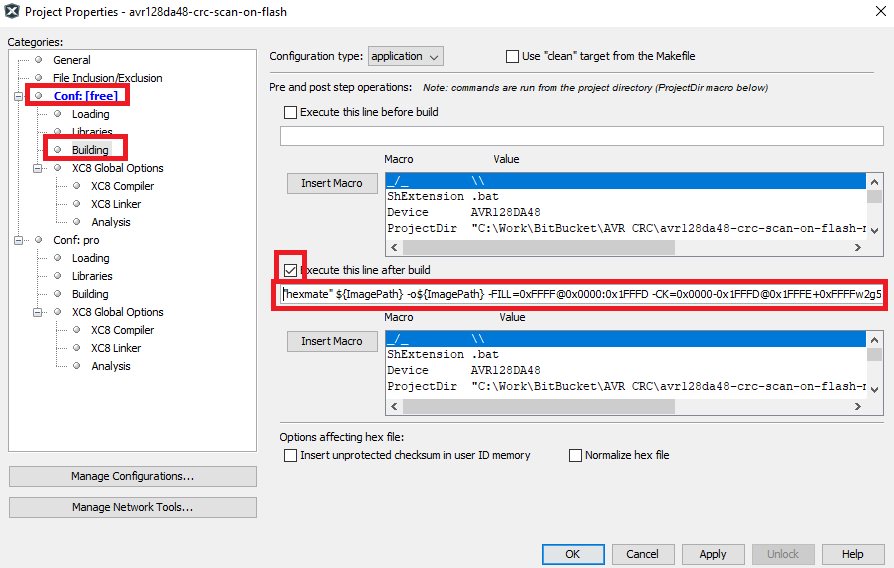 Project Properties - avr128da48-crc-scan-on-flash
Categories:
General
File Inclusion/Exclusion
Conf: [free]
Loading
Libraries
Building
XC8 Global Options
XC8 Compiler
XC8 Linker
Analysis
Conf: pro
Loading
Libraries
Building
XC8 Global Options
XC8 Compiler
XC8 Linker
Analysis
Manage Configurations...
Manage Network Tools...
Configuration type: application
Use "clean" target from the Makefile
Pre and post step operations: Note: commands are run from the project directory (ProjectDir macro below)
Execute this line before build
Macro Value
Insert Macro
_/_ \\
ShExtension .bat
Device AVR128DA48
ProjectDir "C:\Work\BitBucket\AVR CRC\avr128da48-crc-scan-on-flash-r
Execute this line after build
"hexmate" ${ImagePath} -o${ImagePath} -FILL=0xFFFF@0x0000:0x1FFFD -CK=0x0000-0x1FFFD@0x1FFFE+0xFFFFw2g5
Macro Value
Insert Macro
_/_ \\
ShExtension .bat
Device AVR128DA48
ProjectDir "C:\Work\BitBucket\AVR CRC\avr128da48-crc-scan-on-flash-r
Options affecting hex file:
Insert unprotected checksum in user ID memory
Normalize hex file
OK Cancel Apply Unlock Help